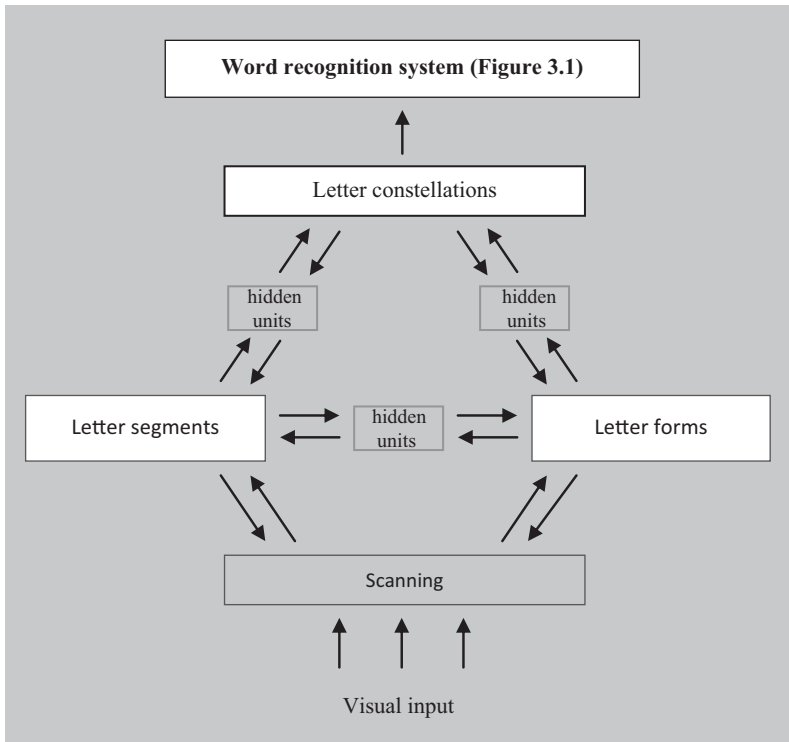 Word recognition system (Figure 3.1)
Letter constellations
hidden
units
hidden
units
Letter segments
hidden
units
Letter forms
Scanning
Visual input